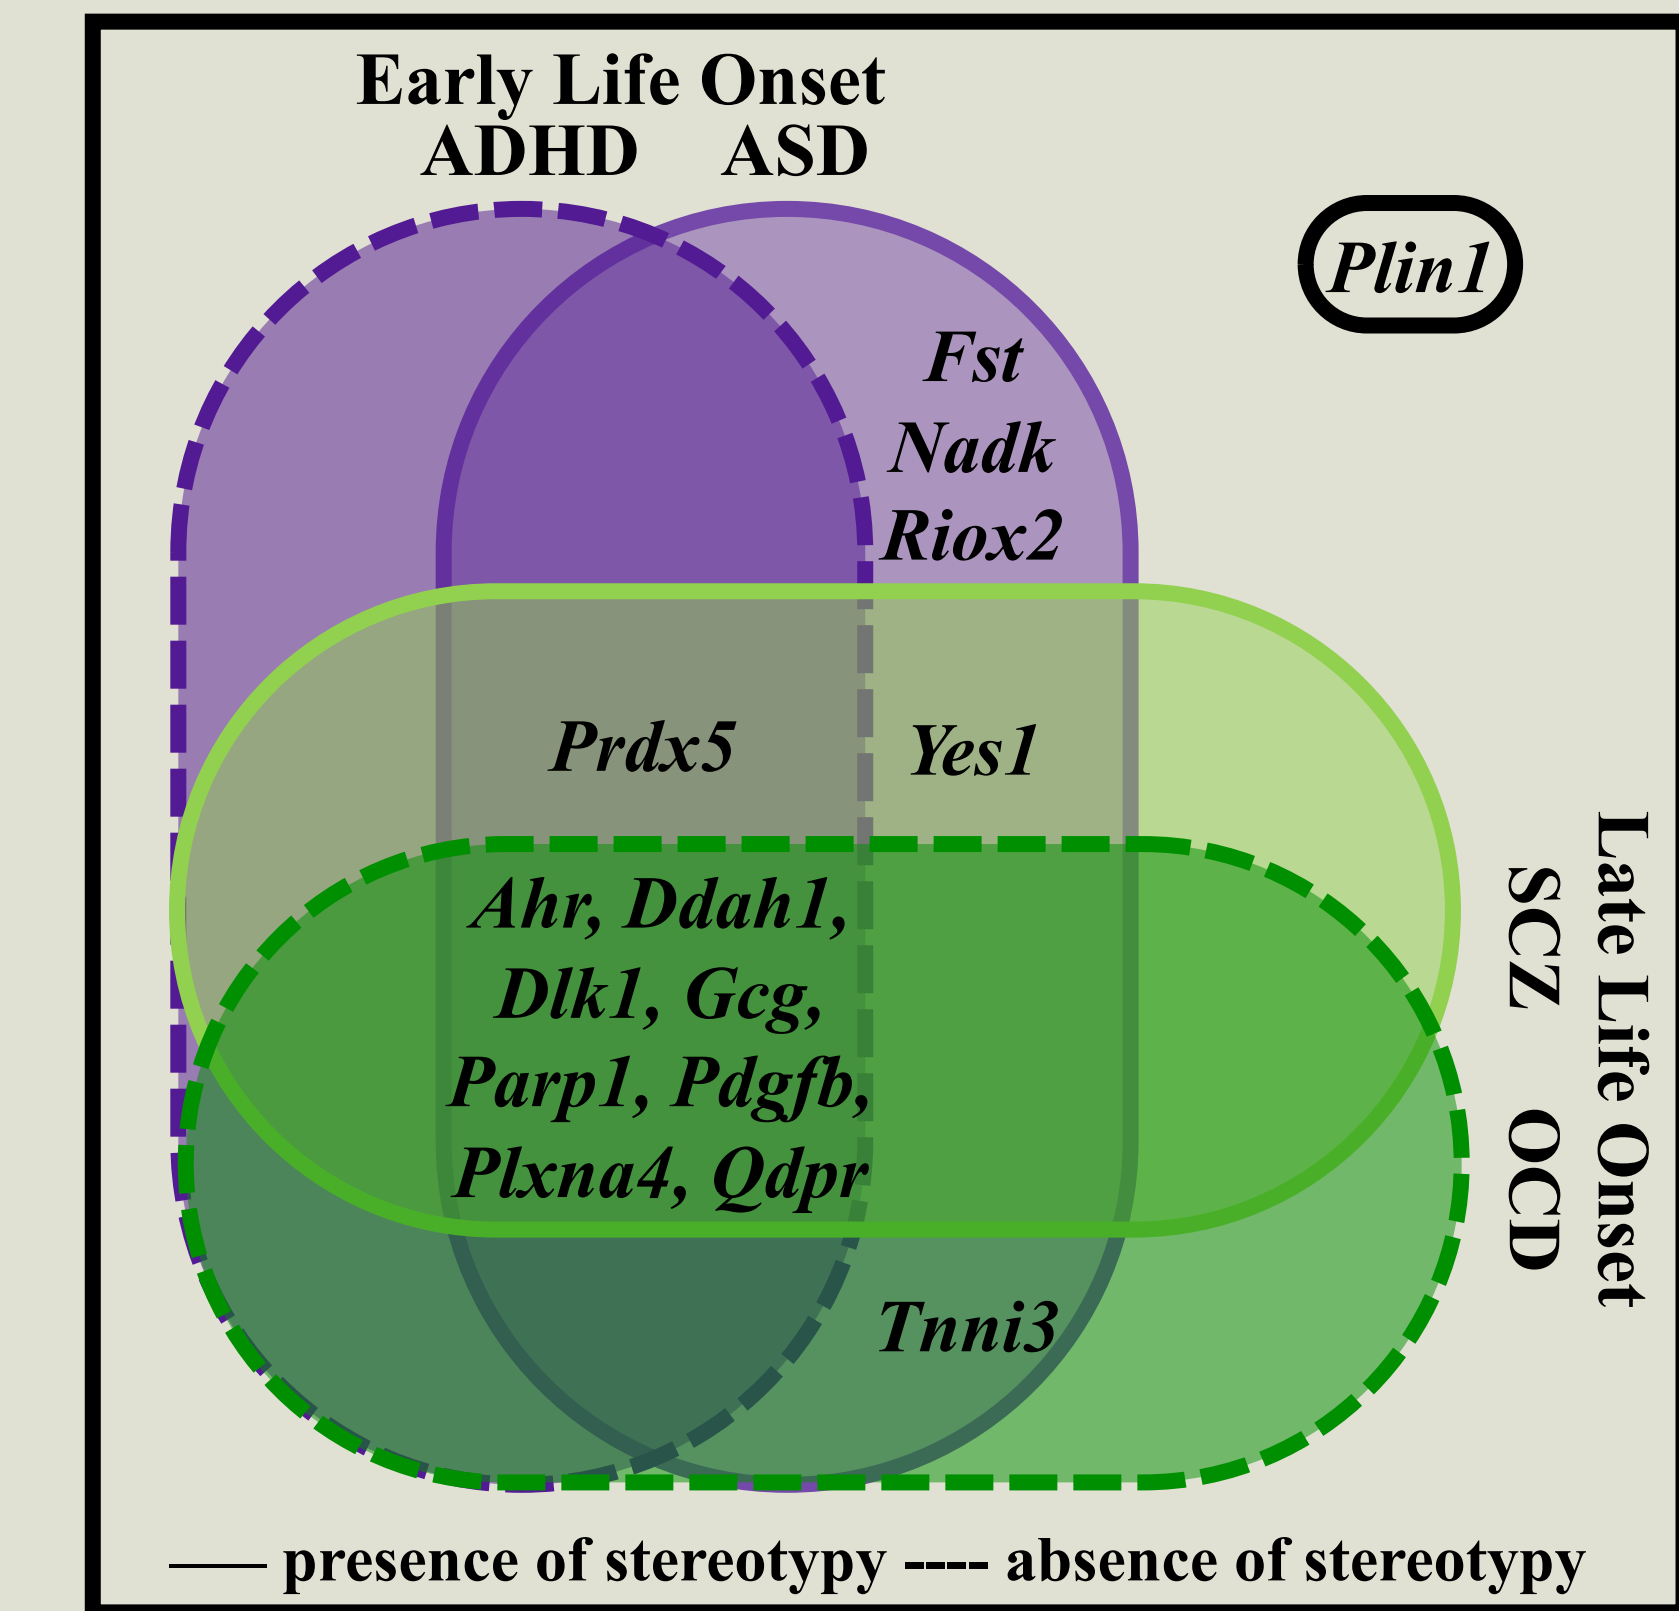 Early Life Onset
ADHD ASD
Plin1
Fst
Nadk
Riox2
Prdx5 Yes1
Ahr, Ddah1,
Dlk1, Gcg,
Parp1, Pdgfb,
Plxna4, Qdpr
Tnni3
Late Life Onset
SCZ OCD
presence of stereotypy ---- absence of stereotypy